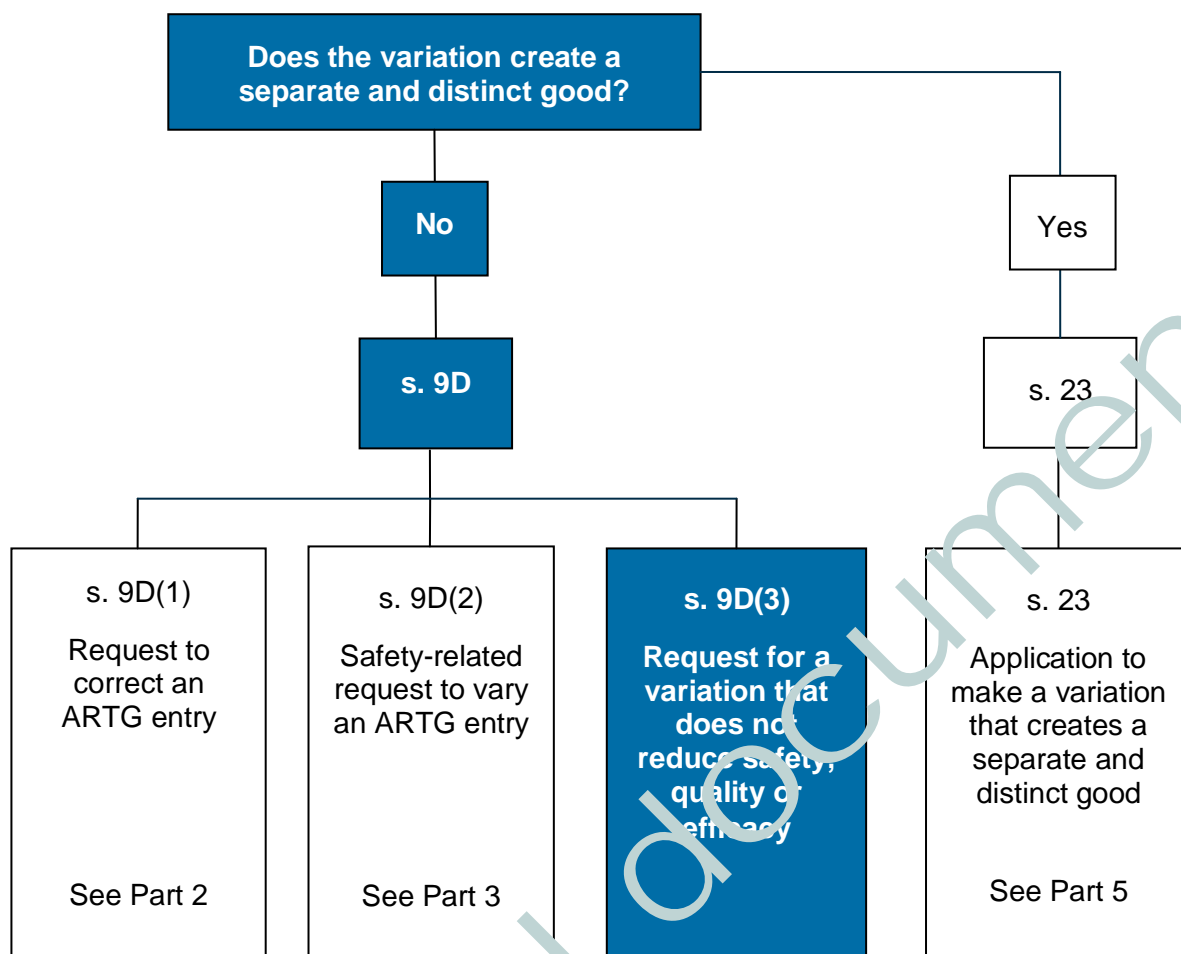 Does the variation create a
separate and distinct good?
No
Yes
s. 9D
s. 23
s. 9D(1)
Request to
correct an
ARTG entry
See Part 2
s. 9D(2)
Safety-related
request to vary
an ARTG entry
See Part 3
s. 9D(3)
Request for a
variation that
does not
reduce safety,
quality or
efficacy
s. 23
Application to
make a variation
that creates a
separate and
distinct good
See Part 5
documen